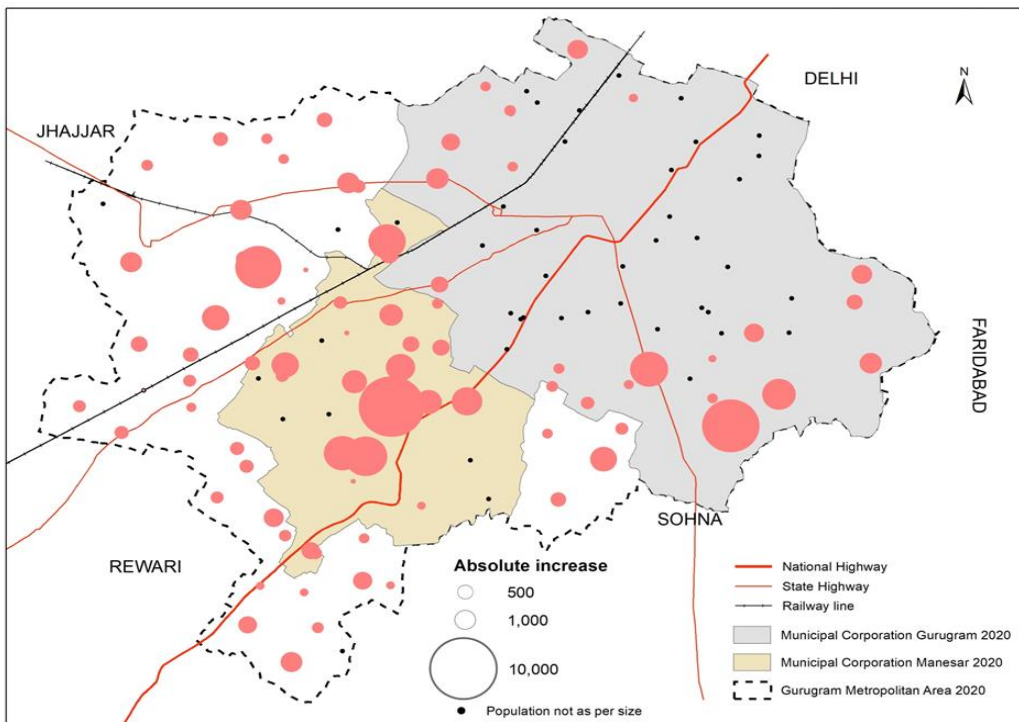 DELHI
N
JHAJJAR
FARIDABAD
SOHNA
REWARI
Absolute increase
500
1,000
10,000
Population not as per size
National Highway
State Highway
Railway line
Municipal Corporation Gurugram 2020
Municipal Corporation Manesar 2020
Gurugram Metropolitan Area 2020